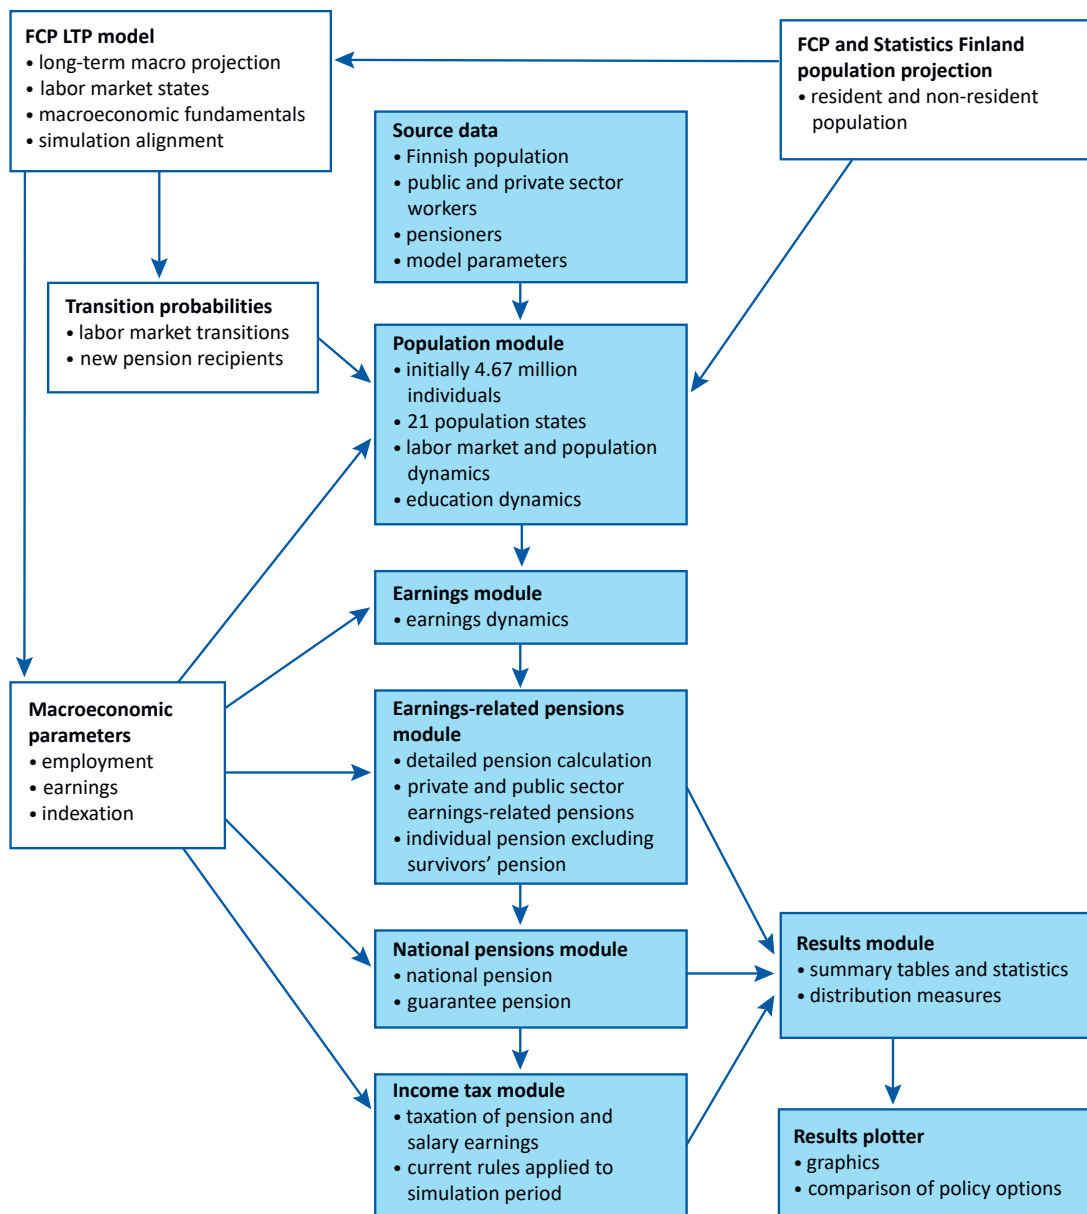 FCP LTP model
• long-term macro projection
• labor market states
• macroeconomic fundamentals
• simulation alignment
FCP and Statistics Finland
population projection
• resident and non-resident
population
Source data
• Finnish population
• public and private sector
workers
• pensioners
• model parameters
Transition probabilities
• labor market transitions
• new pension recipients
Population module
• initially 4.67 million
individuals
• 21 population states
• labor market and population
dynamics
• education dynamics
Earnings module
• earnings dynamics
Macroeconomic
parameters
• employment
• earnings
• indexation
Earnings-related pensions
module
• detailed pension calculation
• private and public sector
earnings-related pensions
• individual pension excluding
survivors’ pension
National pensions module
• national pension
• guarantee pension
Results module
• summary tables and statistics
• distribution measures
Income tax module
• taxation of pension and
salary earnings
• current rules applied to
simulation period
Results plotter
• graphics
• comparison of policy options